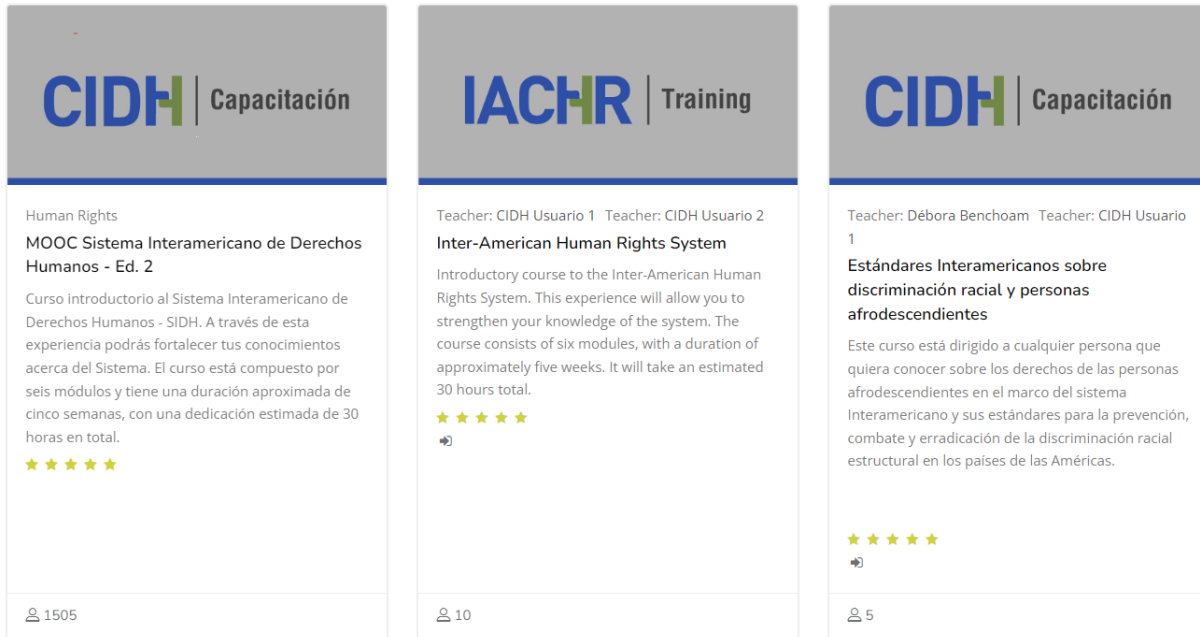 CIDH | Capacitación
Human Rights
MOOC Sistema Interamericano de Derechos
Humanos - Ed. 2
Curso introductorio al Sistema Interamericano de
Derechos Humanos - SIDH. A través de esta
experiencia podrás fortalecer tus conocimientos
acerca del Sistema. El curso está compuesto por
seis módulos y tiene una duración aproximada de
cinco semanas, con una dedicación estimada de 30
horas en total.
1505
IACHR | Training
Teacher: CIDH Usuario 1 Teacher: CIDH Usuario 2
Inter-American Human Rights System
Introductory course to the Inter-American Human
Rights System. This experience will allow you to
strengthen your knowledge of the system. The
course consists of six modules, with a duration of
approximately five weeks. It will take an estimated
30 hours total.
10
CIDH | Capacitación
Teacher: Débora Benchoam Teacher: CIDH Usuario
1
Estándares Interamericanos sobre
discriminación racial y personas
afrodescendientes
Este curso está dirigido a cualquier persona que
quiera conocer sobre los derechos de las personas
afrodescendientes en el marco del sistema
Interamericano y sus estándares para la prevención,
combate y erradicación de la discriminación racial
estructural en los países de las Américas.
5